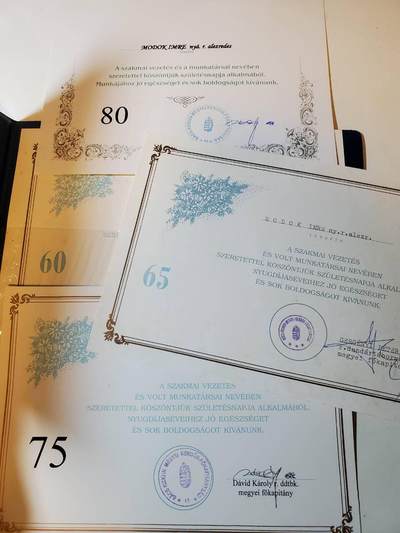 MODOK IMRE nyá. r. alezredes
A szakmai vezetés és a munkatársai nevében
szeretettel köszöntjük születésnapja alkalmából.
Munkájához jó egészséget és sok boldogságot kívánunk.
80
60
65
MODOK IMRE ny.r.alezr.
A SZAKMAI VEZETÉS
ÉS VOLT MUNKATÁRSAI NEVÉBEN
SZERETETTEL KÖSZÖNTJÜK SZÜLETÉSNAPJA ALKAL
NYUGDÍJASÉVEIHEZ JÓ EGÉSZSÉGET
ÉS SOK BOLDOGSÁGOT KÍVÁNUNK.
megyei főkapitány
75
A SZAKMAI VEZETÉS
ÉS VOLT MUNKATÁRSAI NEVÉBEN
SZERETETTEL KÖSZÖNTJÜK SZÜLETÉSNAPJA ALKALMÁBÓL.
NYUGDÍJASÉVEIHEZ JÓ EGÉSZSÉGET
ÉS SOK BOLDOGSÁGOT KÍVÁNUNK.
Dávid Károly r. ddtbk.
megyei főkapitány